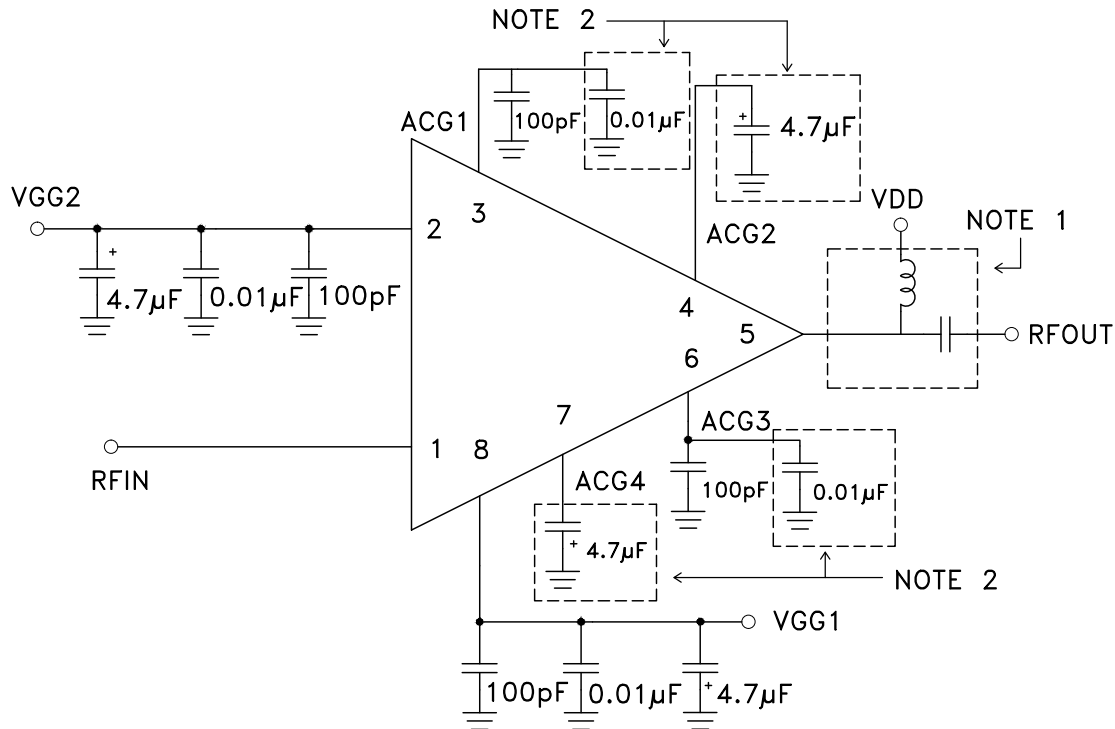 NOTE 2
ACG1
100pF
0.01µF
4.7µF
VGG2
2
3
ACG2
VDD
NOTE 1
4.7µF
0.01µF
100pF
4
5
RFOUT
6
7
ACG3
RFIN
1
8
ACG4
100pF
0.01µF
4.7µF
NOTE 2
VGG1
100pF
0.01µF
4.7µF